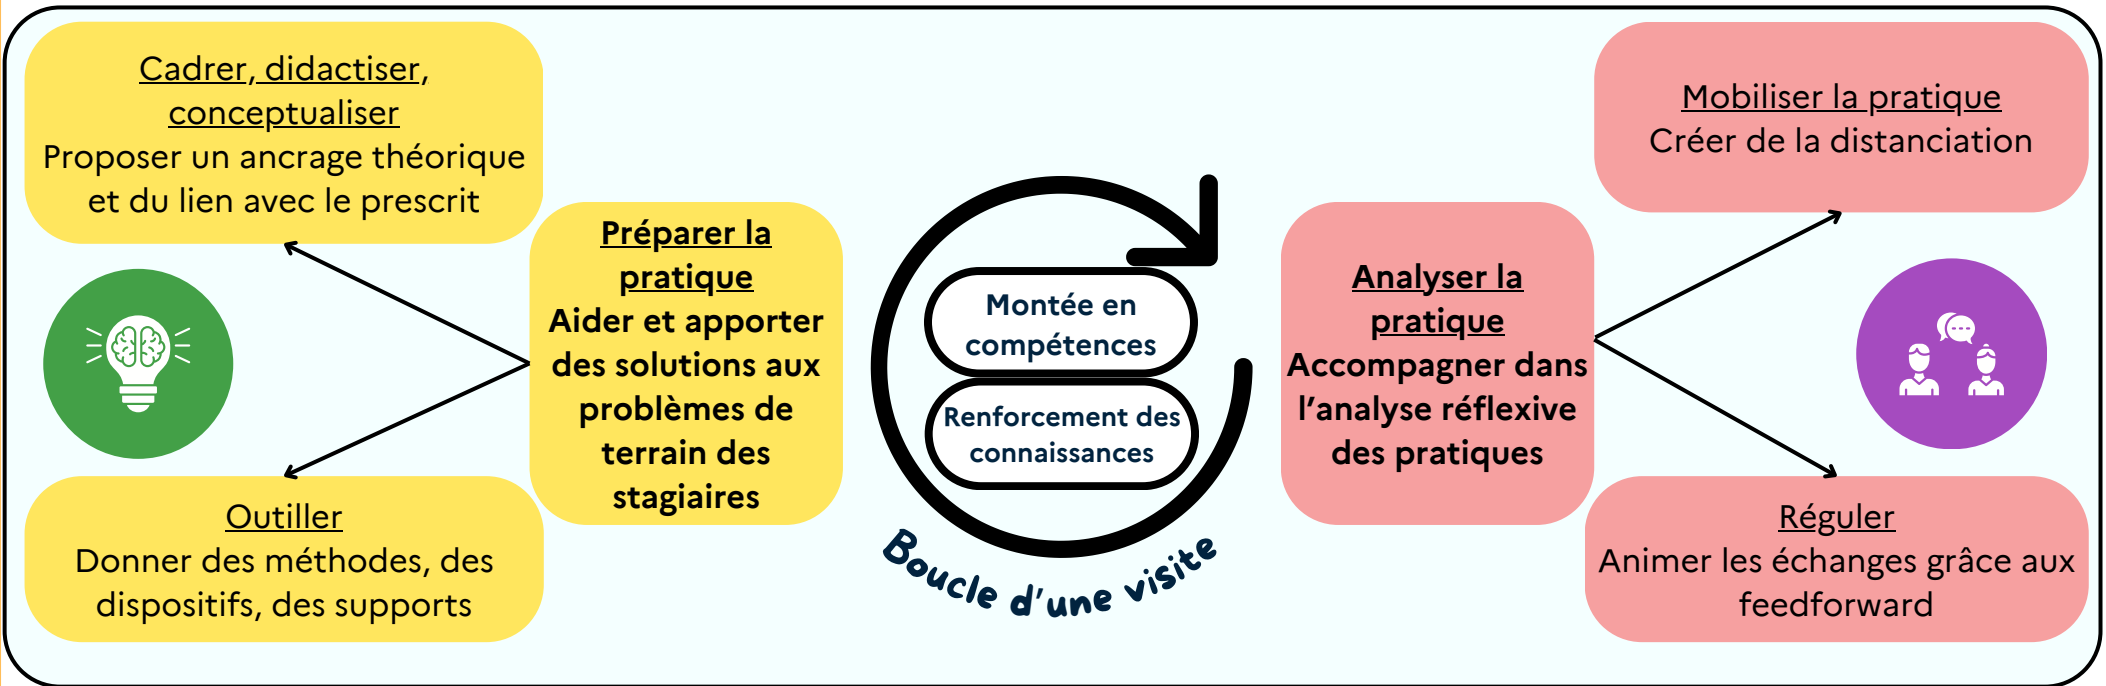 Cadrer, didactiser,
conceptualiser
Proposer un ancrage théorique
et du lien avec le prescrit
Outiller
Donner des méthodes, des
dispositifs, des supports
Préparer la
pratique
Aider et apporter
des solutions aux
problèmes de
terrain des
stagiaires
Montée en
compétences
Renforcement des
connaissances
Boucle d'une visite
Analyser la
pratique
Accompagner dans
l'analyse réflexive
des pratiques
Mobiliser la pratique
Créer de la distanciation
Réguler
Animer les échanges grâce aux
feedforward